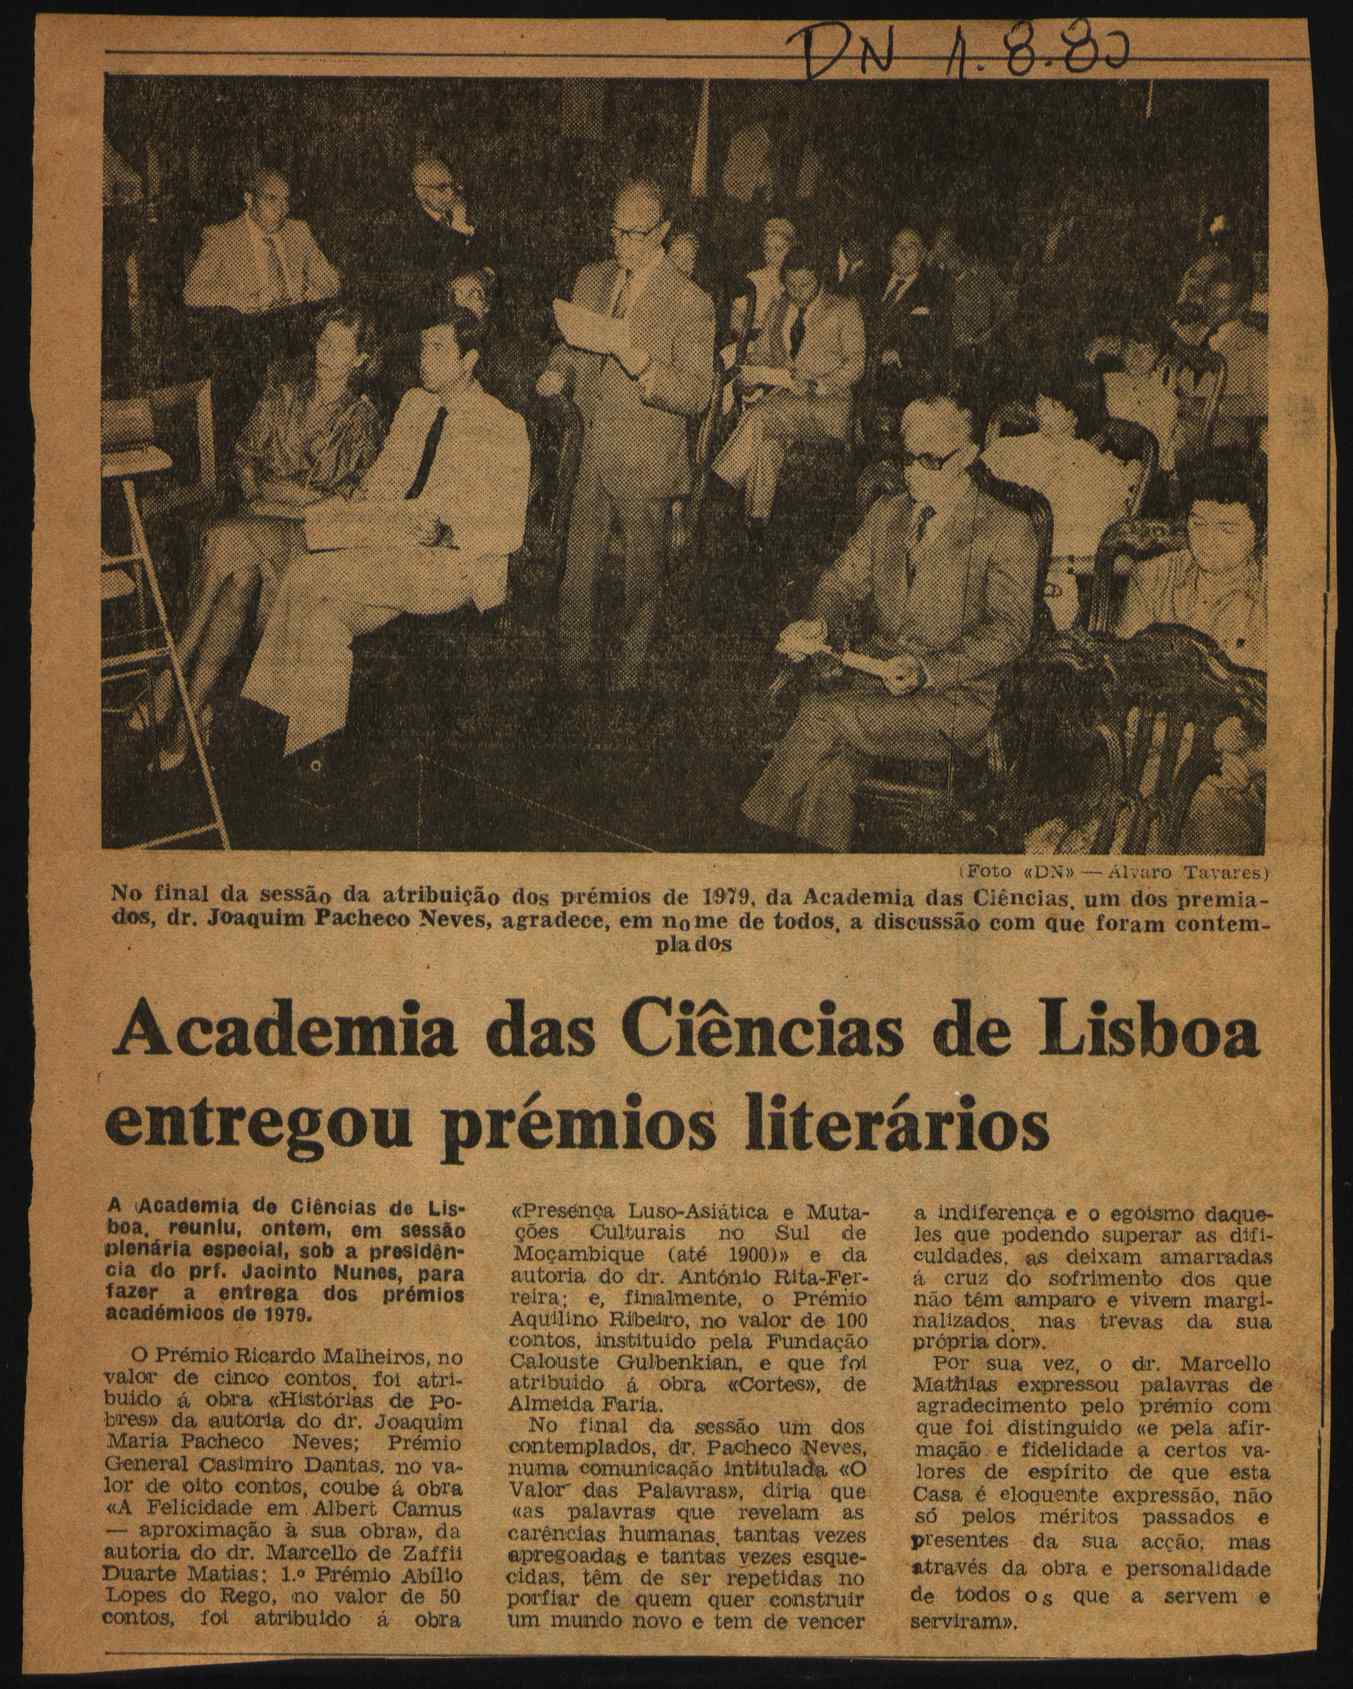 DN 1.8.80
(Foto «DN» — Álvaro Tavares)
No final da sessão da atribuição dos prémios de 1979, da Academia das Ciências, um dos premia-
dos, dr. Joaquim Pacheco Neves, agradece, em nome de todos, a discussão com que foram contem-
plados
Academia das Ciências de Lisboa
entregou prémios literários
A Academia de Ciências de Lis-
boa, reuniu, ontem, em sessão
plenária especial, sob a presidên-
cia do prf. Jacinto Nunes, para
fazer a entrega dos prémios
académicos de 1979.
O Prémio Ricardo Malheiros, no
valor de cinco contos, foi atri-
buido á obra «Histórias de Po-
bres» da autoria do dr. Joaquim
Maria Pacheco Neves; Prémio
General Casimiro Dantas, no va-
lor de oito contos, coube á obra
«A Felicidade em Albert Camus
— aproximação à sua obra», da
autoria do dr. Marcello de Zaffii
Duarte Matias; 1.º Prémio Abílio
Lopes do Rego, no valor de 50
contos, foi atribuido á obra
«Presença Luso-Asiática e Muta-
ções Culturais no Sul de
Moçambique (até 1900)» e da
autoria do dr. António Rita-Fer-
reira; e, finalmente, o Prémio
Aquilino Ribeiro, no valor de 100
contos, instituido pela Fundação
Calouste Gulbenkian, e que foi
atribuido á obra «Cortes», de
Almeida Faria.
No final da sessão um dos
contemplados, dr. Pacheco Neves,
numa comunicação intitulada «O
Valor das Palavras», diria que
«as palavras que revelam as
carências humanas, tantas vezes
apregoadas e tantas vezes esque-
cidas, têm de ser repetidas no
porfiar de quem quer construir
um mundo novo e tem de vencer
a indiferença e o egoismo daque-
les que podendo superar as difi-
culdades, as deixam amarradas
á cruz do sofrimento dos que
não têm amparo e vivem margi-
nalizados, nas trevas da sua
própria dor».
Por sua vez, o dr. Marcello
Mathias expressou palavras de
agradecimento pelo prémio com
que foi distinguido «e pela afir-
mação e fidelidade a certos va-
lores de espírito de que esta
Casa é eloquente expressão, não
só pelos méritos passados e
presentes da sua acção, mas
através da obra e personalidade
de todos os que a servem e
serviram».